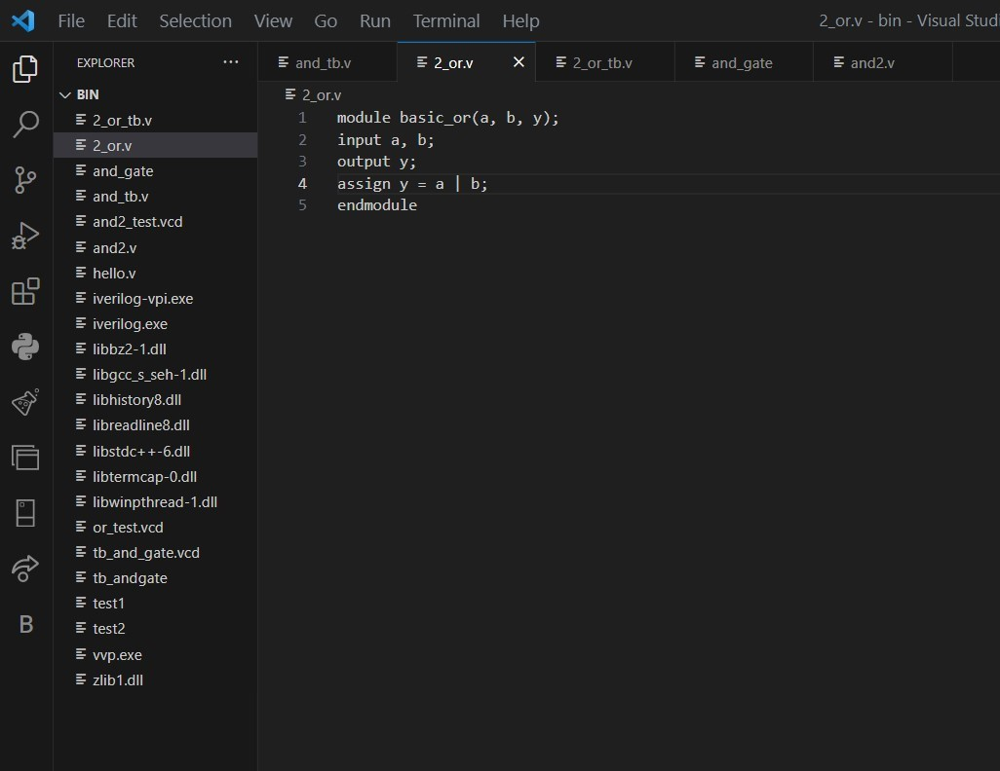 File Edit Selection View Go Run Terminal Help 2_or.v - bin - Visual Studi
EXPLORER ...
and_tb.v 2_or.v 2_or_tb.v and_gate and2.v
BIN
2_or_tb.v
2_or.v
and_gate
and_tb.v
and2_test.vcd
and2.v
hello.v
iverilog-vpi.exe
iverilog.exe
libbz2-1.dll
libgcc_s_seh-1.dll
libhistory8.dll
libreadline8.dll
libstdc++-6.dll
libtermcap-0.dll
libwinpthread-1.dll
or_test.vcd
tb_and_gate.vcd
tb_andgate
test1
test2
vvp.exe
zlib1.dll
B
2_or.v
1 module basic_or(a, b, y);
2 input a, b;
3 output y;
4 assign y = a | b;
5 endmodule